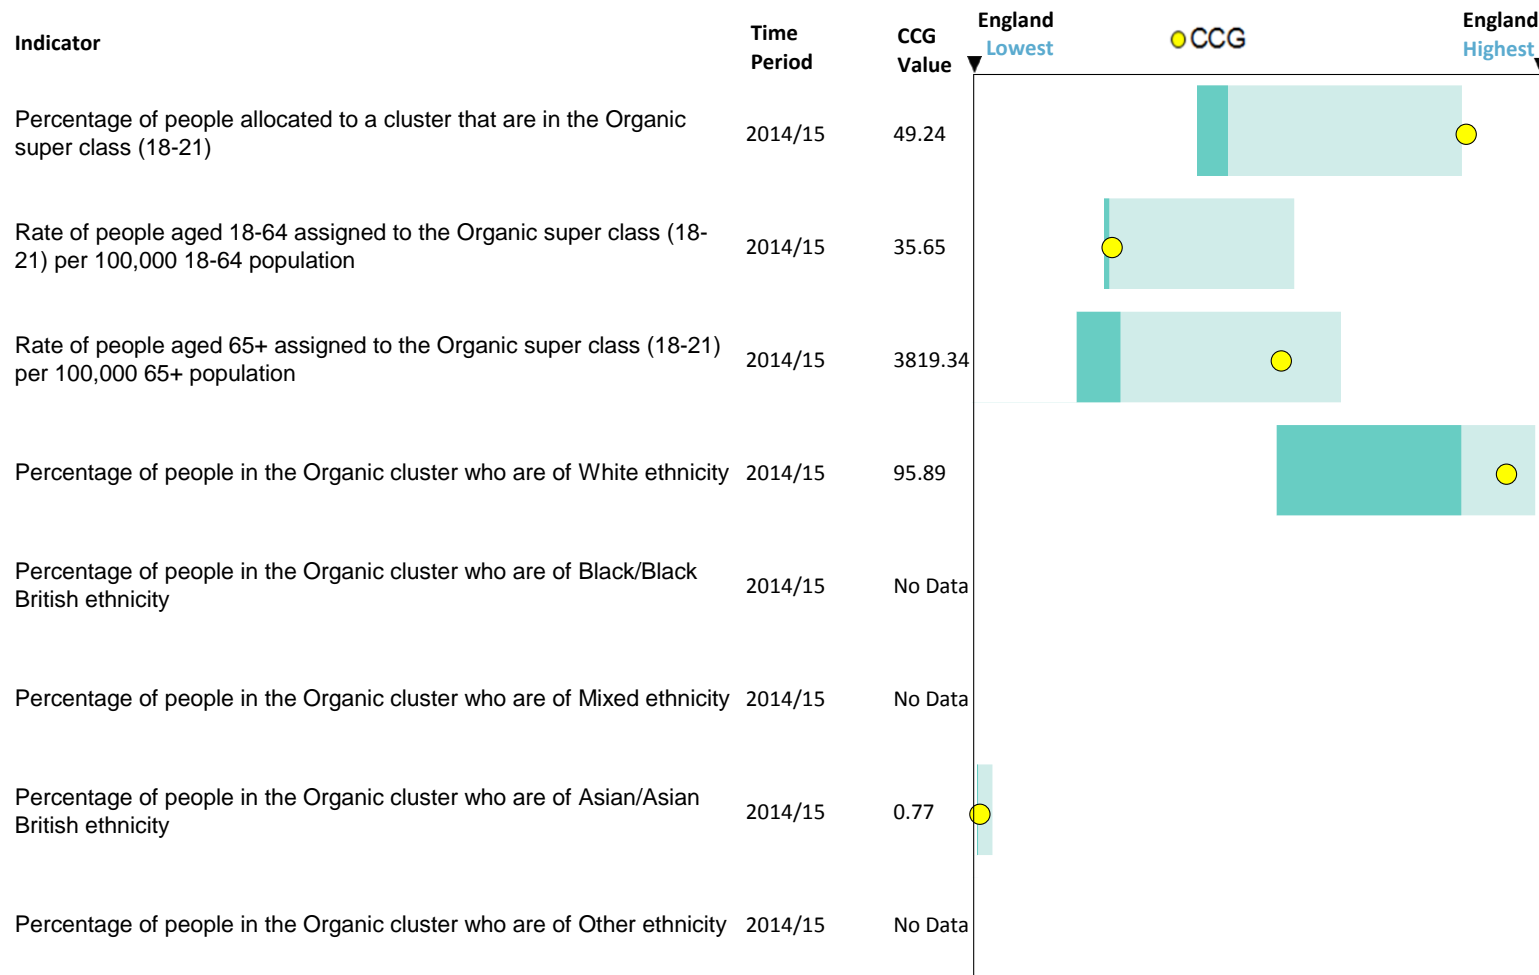 Indicator
Time
Period
CCG
Value
England
Lowest
CCG
England
Highest
Percentage of people allocated to a cluster that are in the Organic
super class (18-21)
2014/15
49.24
Rate of people aged 18-64 assigned to the Organic super class (18-
21) per 100,000 18-64 population
2014/15
35.65
Rate of people aged 65+ assigned to the Organic super class (18-21)
per 100,000 65+ population
2014/15
3819.34
Percentage of people in the Organic cluster who are of White ethnicity
2014/15
95.89
Percentage of people in the Organic cluster who are of Black/Black
British ethnicity
2014/15
No Data
Percentage of people in the Organic cluster who are of Mixed ethnicity
2014/15
No Data
Percentage of people in the Organic cluster who are of Asian/Asian
British ethnicity
2014/15
0.77
Percentage of people in the Organic cluster who are of Other ethnicity
2014/15
No Data